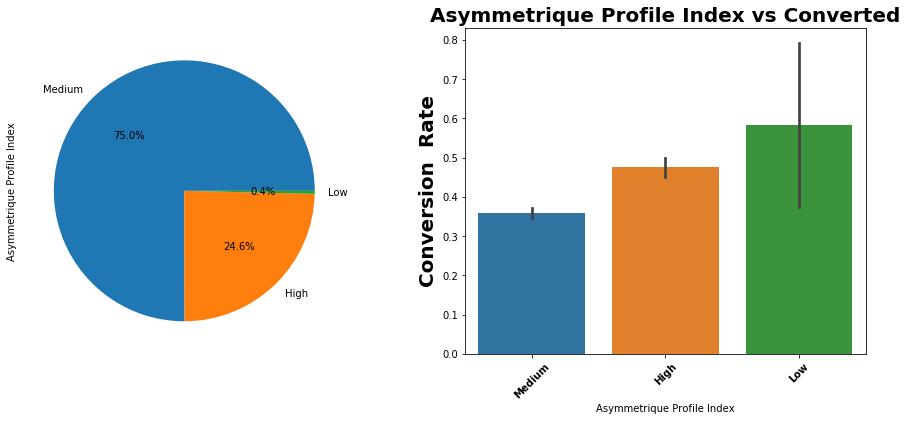 Asymmetrique Profile Index
Medium
75.0%
0.4%
Low
24.6%
High
Asymmetrique Profile Index vs Converted
Conversion  Rate
0.8
0.7
0.6
0.5
0.4
0.3
0.2
0.1
0.0
Medium
High
Low
Asymmetrique Profile Index